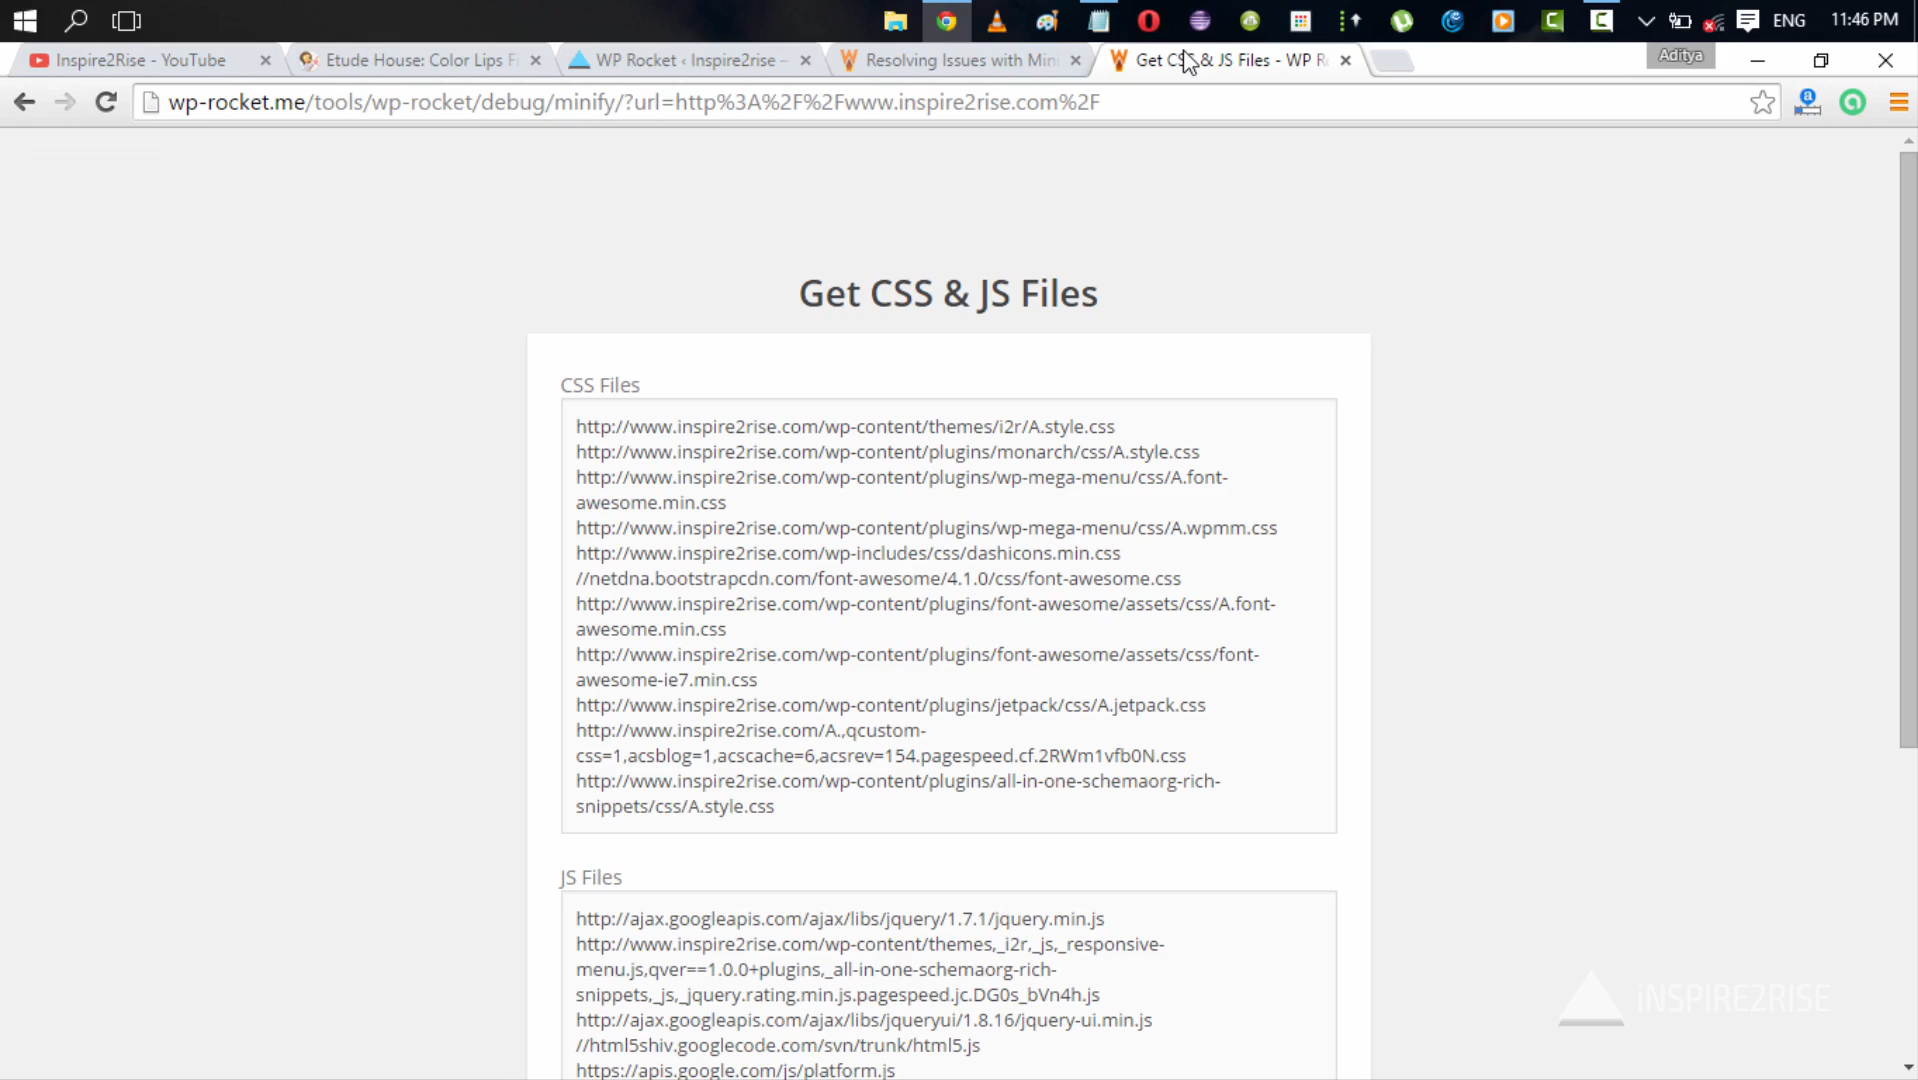 ENG
11:46 PM
Inspire2Rise - YouTube
Etude House: Color Lips F
WP Rocket ‹ Inspire2rise –
Resolving Issues with Mini
Get CSS & JS Files - WP R
Aditya
wp-rocket.me/tools/wp-rocket/debug/minify/?url=http%3A%2F%2Fwww.inspire2rise.com%2F
Get CSS & JS Files
CSS Files
http://www.inspire2rise.com/wp-content/themes/i2r/A.style.css
http://www.inspire2rise.com/wp-content/plugins/monarch/css/A.style.css
http://www.inspire2rise.com/wp-content/plugins/wp-mega-menu/css/A.font-
awesome.min.css
http://www.inspire2rise.com/wp-content/plugins/wp-mega-menu/css/A.wpmm.css
http://www.inspire2rise.com/wp-includes/css/dashicons.min.css
//netdna.bootstrapcdn.com/font-awesome/4.1.0/css/font-awesome.css
http://www.inspire2rise.com/wp-content/plugins/font-awesome/assets/css/A.font-
awesome.min.css
http://www.inspire2rise.com/wp-content/plugins/font-awesome/assets/css/font-
awesome-ie7.min.css
http://www.inspire2rise.com/wp-content/plugins/jetpack/css/A.jetpack.css
http://www.inspire2rise.com/A.,qcustom-
css=1,acsblog=1,acscache=6,acsrev=154.pagespeed.cf.2RWm1vfb0N.css
http://www.inspire2rise.com/wp-content/plugins/all-in-one-schemaorg-rich-
snippets/css/A.style.css
JS Files
http://ajax.googleapis.com/ajax/libs/jquery/1.7.1/jquery.min.js
http://www.inspire2rise.com/wp-content/themes,_i2r,_js,_responsive-
menu.js,qver==1.0.0+plugins,_all-in-one-schemaorg-rich-
snippets,_js,_jquery.rating.min.js.pagespeed.jc.DG0s_bVn4h.js
http://ajax.googleapis.com/ajax/libs/jqueryui/1.8.16/jquery-ui.min.js
//html5shiv.googlecode.com/svn/trunk/html5.js
https://apis.google.com/js/platform.js
iNSPIRE2RISE